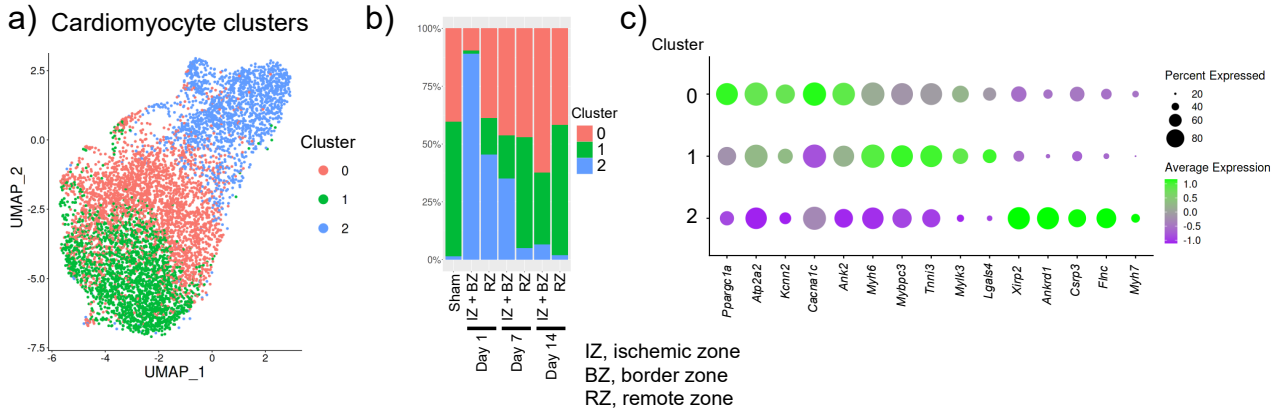 a) Cardiomyocyte clusters
2.5
0.0
-2.5
-5.0
-7.5
UMAP_2
-6
-4
-2
0
2
UMAP_1
Cluster
0
1
2
b)
100%
75%
50%
25%
0%
Sham
IZ + BZ
RZ
IZ + BZ
RZ
IZ + BZ
RZ
Day 1
Day 7
Day 14
Cluster
0
1
2
IZ, ischemic zone
BZ, border zone
RZ, remote zone
c)
Cluster
0
1
2
Ppargc1a
Atp2a2
Kcnn2
Cacna1c
Ank2
Myh6
Mybpc3
Tnni3
Mylk3
Lgals4
Xirp2
Ankrd1
Csrp3
Flnc
Myh7
Percent Expressed
20
40
60
80
Average Expression
1.0
0.5
0.0
-0.5
-1.0